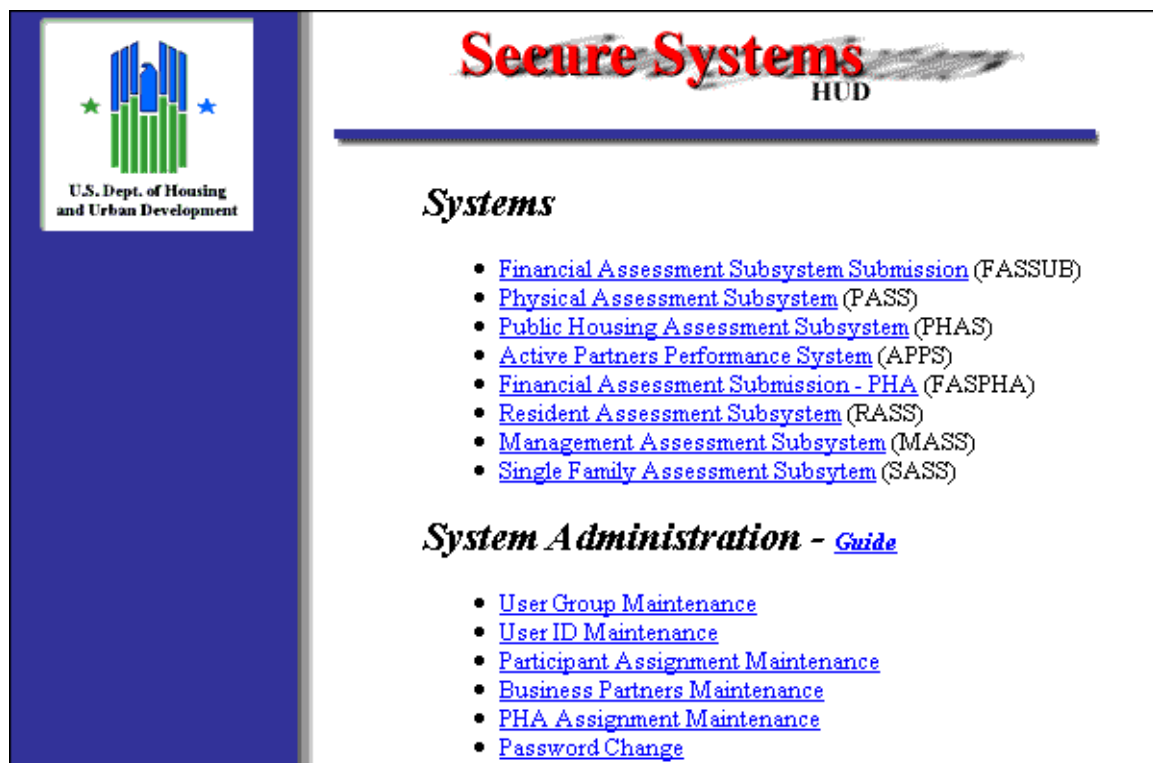 U.S. Dept. of Housing
and Urban Development
Secure Systems
HUD
Systems
Financial Assessment Subsystem Submission (FASSUB)
Physical Assessment Subsystem (PASS)
Public Housing Assessment Subsystem (PHAS)
Active Partners Performance System (APPS)
Financial Assessment Submission - PHA (FASPHA)
Resident Assessment Subsystem (RASS)
Management Assessment Subsystem (MASS)
Single Family Assessment Subsytem (SASS)
System Administration - Guide
User Group Maintenance
User ID Maintenance
Participant Assignment Maintenance
Business Partners Maintenance
PHA Assignment Maintenance
Password Change